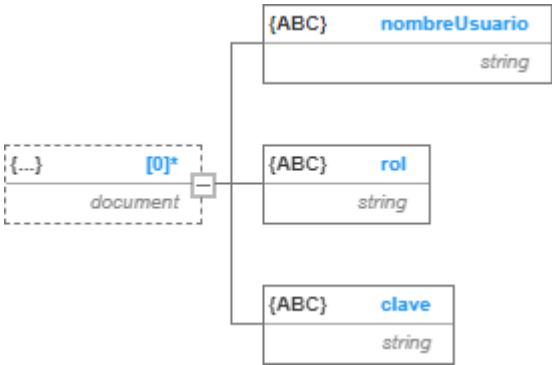 {ABC} nombreUsuario
string
{...} [0]*
document
{ABC} rol
string
{ABC} clave
string